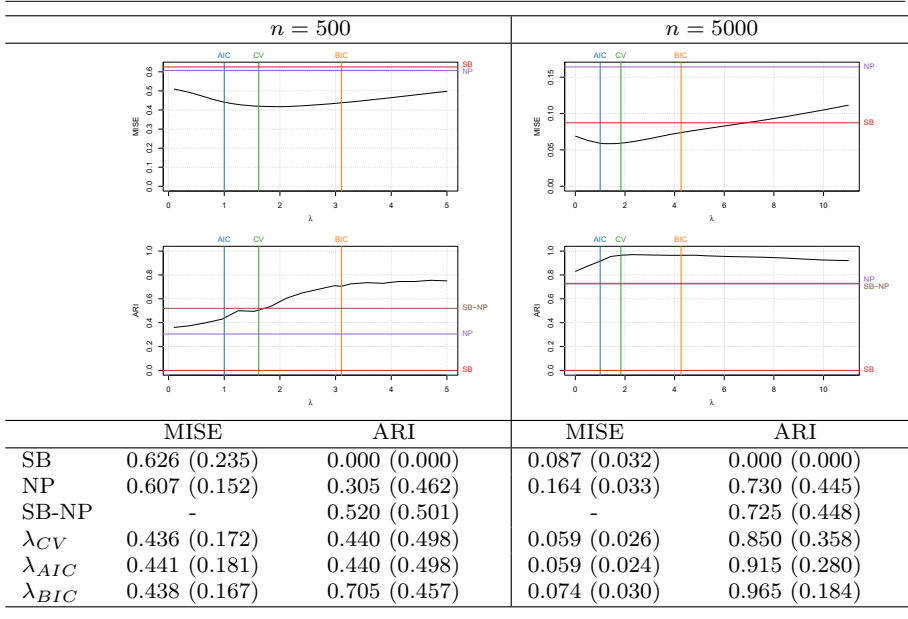 n = 500 n = 5000
AIC CV BIC
SB
NP
MISE
0.0 0.1 0.2 0.3 0.4 0.5 0.6
0 1 2 3 4 5
λ
AIC CV BIC
NP
SB
MISE
0.00 0.05 0.10 0.15
0 2 4 6 8 10
λ
AIC CV BIC
SB−NP
NP
SB
ARI
0.0 0.2 0.4 0.6 0.8 1.0
0 1 2 3 4 5
λ
AIC CV BIC
NP
SB−NP
SB
ARI
0.0 0.2 0.4 0.6 0.8 1.0
0 2 4 6 8 10
λ
MISE ARI MISE ARI
SB 0.626 (0.235) 0.000 (0.000) 0.087 (0.032) 0.000 (0.000)
NP 0.607 (0.152) 0.305 (0.462) 0.164 (0.033) 0.730 (0.445)
SB-NP - 0.520 (0.501) - 0.725 (0.448)
λCV 0.436 (0.172) 0.440 (0.498) 0.059 (0.026) 0.850 (0.358)
λAIC 0.441 (0.181) 0.440 (0.498) 0.059 (0.024) 0.915 (0.280)
λBIC 0.438 (0.167) 0.705 (0.457) 0.074 (0.030) 0.965 (0.184)